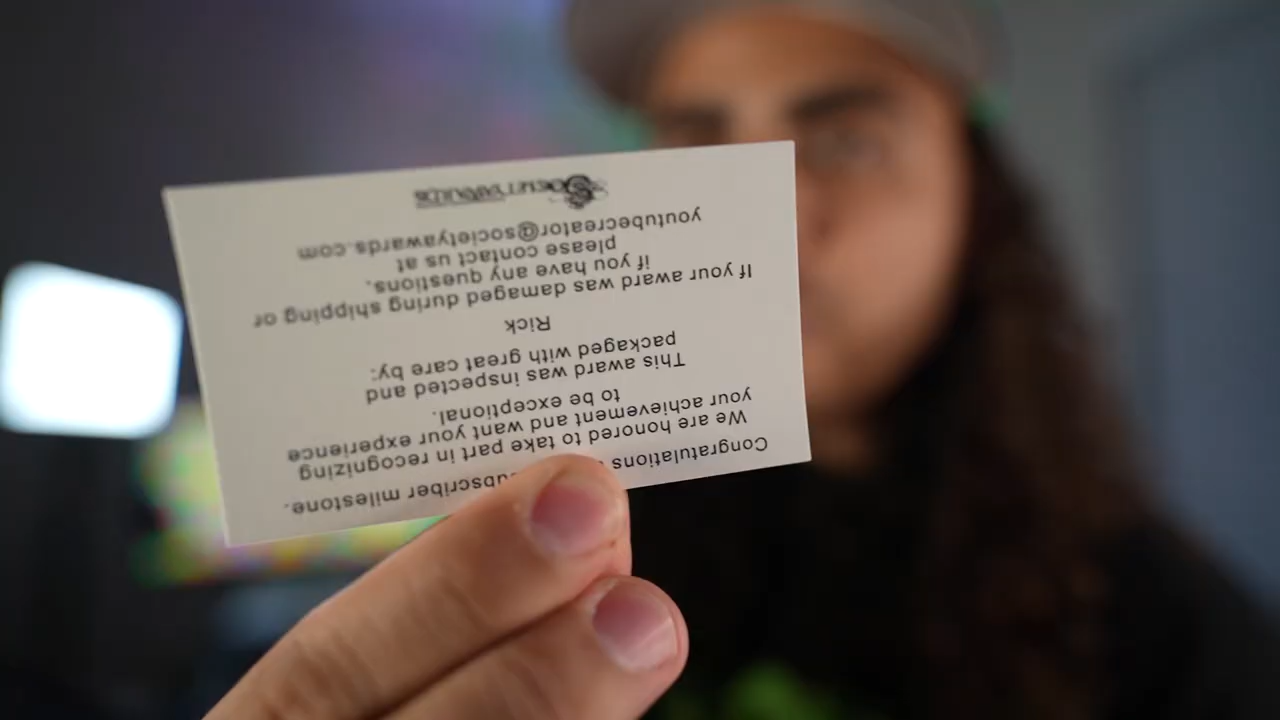 Congratulations subscriber milestone.
We are honored to take part in recognizing
your achievement and want your experience
to be exceptional.
This award was inspected and
packaged with great care by:
Rick
If your award was damaged during shipping or
if you have any questions.
please contact us at
youtubecreator@societyawards.com
SOCIETY AWARDS